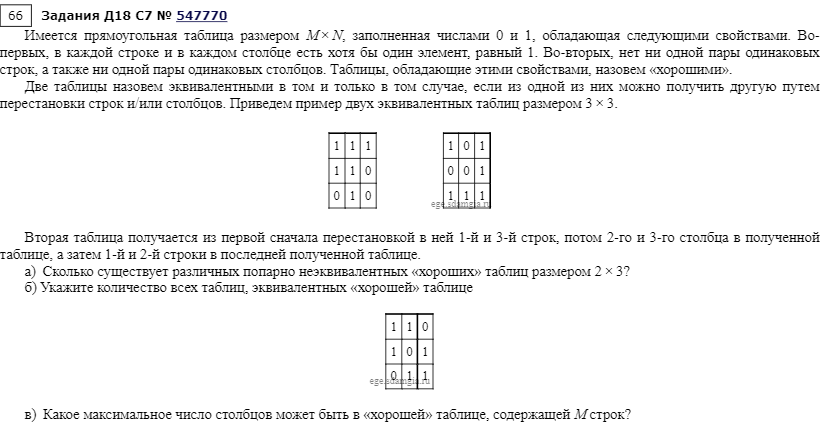 66 Задания Д18 С7 № 547770
Имеется прямоугольная таблица размером M × N, заполненная числами 0 и 1, обладающая следующими свойствами. Во-
первых, в каждой строке и в каждом столбце есть хотя бы один элемент, равный 1. Во-вторых, нет ни одной пары одинаковых
строк, а также ни одной пары одинаковых столбцов. Таблицы, обладающие этими свойствами, назовем «хорошими».
Две таблицы назовем эквивалентными в том и только в том случае, если из одной из них можно получить другую путем
перестановки строк и/или столбцов. Приведем пример двух эквивалентных таблиц размером 3 × 3.
1 1 1 1 0 1
1 1 0 0 0 1
0 1 0 1 1 1
ege.sdamgia.ru
Вторая таблица получается из первой сначала перестановкой в ней 1-й и 3-й строк, потом 2-го и 3-го столбца в полученной
таблице, а затем 1-й и 2-й строки в последней полученной таблице.
а) Сколько существует различных попарно неэквивалентных «хороших» таблиц размером 2 × 3?
б) Укажите количество всех таблиц, эквивалентных «хорошей» таблице
1 1 0
1 0 1
0 1 1
ege.sdamgia.ru
в) Какое максимальное число столбцов может быть в «хорошей» таблице, содержащей M строк?